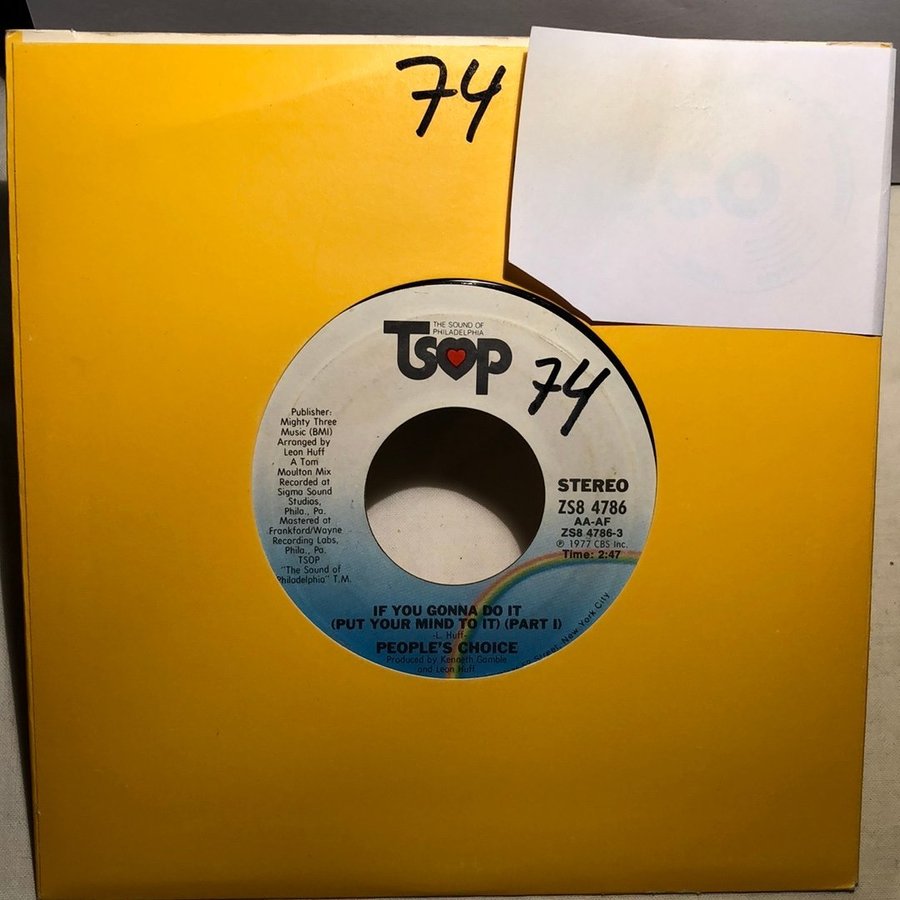 74
THE SOUND OF
PHILADELPHIA
TSOP
74
Publisher:
Mighty Three
Music (BMI)
Arranged by
Leon Huff
A Tom
Moulton Mix
Recorded at
Sigma Sound
Studios,
Phila., Pa.
Mastered at
Frankford/Wayne
Recording Labs,
Phila., Pa.
TSOP
"The Sound of
Philadelphia" T.M.
STEREO
ZS8 4786
AA-AF
ZS8 4786-3
℗ 1977 CBS Inc.
Time: 2:47
IF YOU GONNA DO IT
(PUT YOUR MIND TO IT) (PART I)
-L. Huff-
PEOPLE'S CHOICE
Produced by Kenneth Gamble
and Leon Huff
Street, New York City